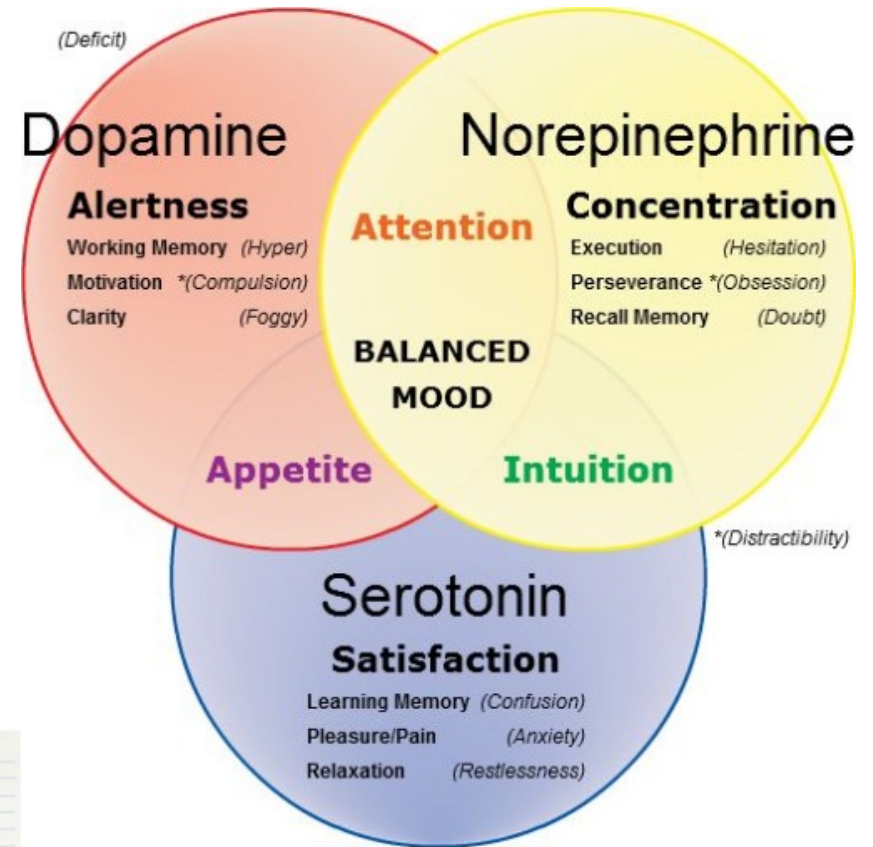 (Deficit)
Dopamine
Norepinephrine
Alertness
Working Memory (Hyper)
Motivation *(Compulsion)
Clarity (Foggy)
Attention
Concentration
Execution (Hesitation)
Perseverance *(Obsession)
Recall Memory (Doubt)
BALANCED
MOOD
Appetite
Intuition
*(Distractibility)
Serotonin
Satisfaction
Learning Memory (Confusion)
Pleasure/Pain (Anxiety)
Relaxation (Restlessness)